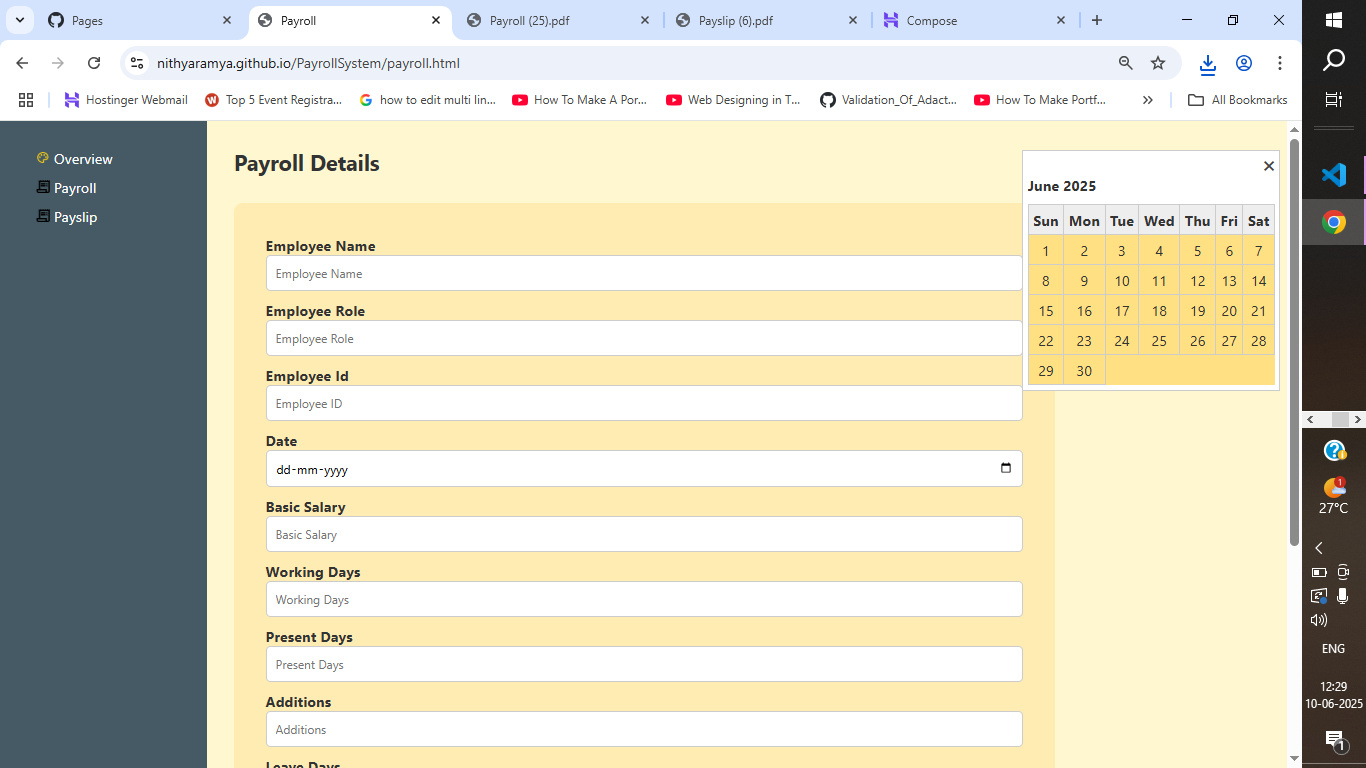 Pages
Payroll
Payroll (25).pdf
Payslip (6).pdf
Compose
nithyaramya.github.io/PayrollSystem/payroll.html
Hostinger Webmail
Top 5 Event Registra...
how to edit multi lin...
How To Make A Por...
Web Designing in T...
Validation_Of_Adact...
How To Make Portf...
All Bookmarks
Overview
Payroll
Payslip
Payroll Details
Employee Name
Employee Name
Employee Role
Employee Role
Employee Id
Employee ID
Date
dd-mm-yyyy
Basic Salary
Basic Salary
Working Days
Working Days
Present Days
Present Days
Additions
Additions
Leave Days
June 2025
Sun Mon Tue Wed Thu Fri Sat
1 2 3 4 5 6 7
8 9 10 11 12 13 14
15 16 17 18 19 20 21
22 23 24 25 26 27 28
29 30
1
27°C
ENG
12:29
10-06-2025
1